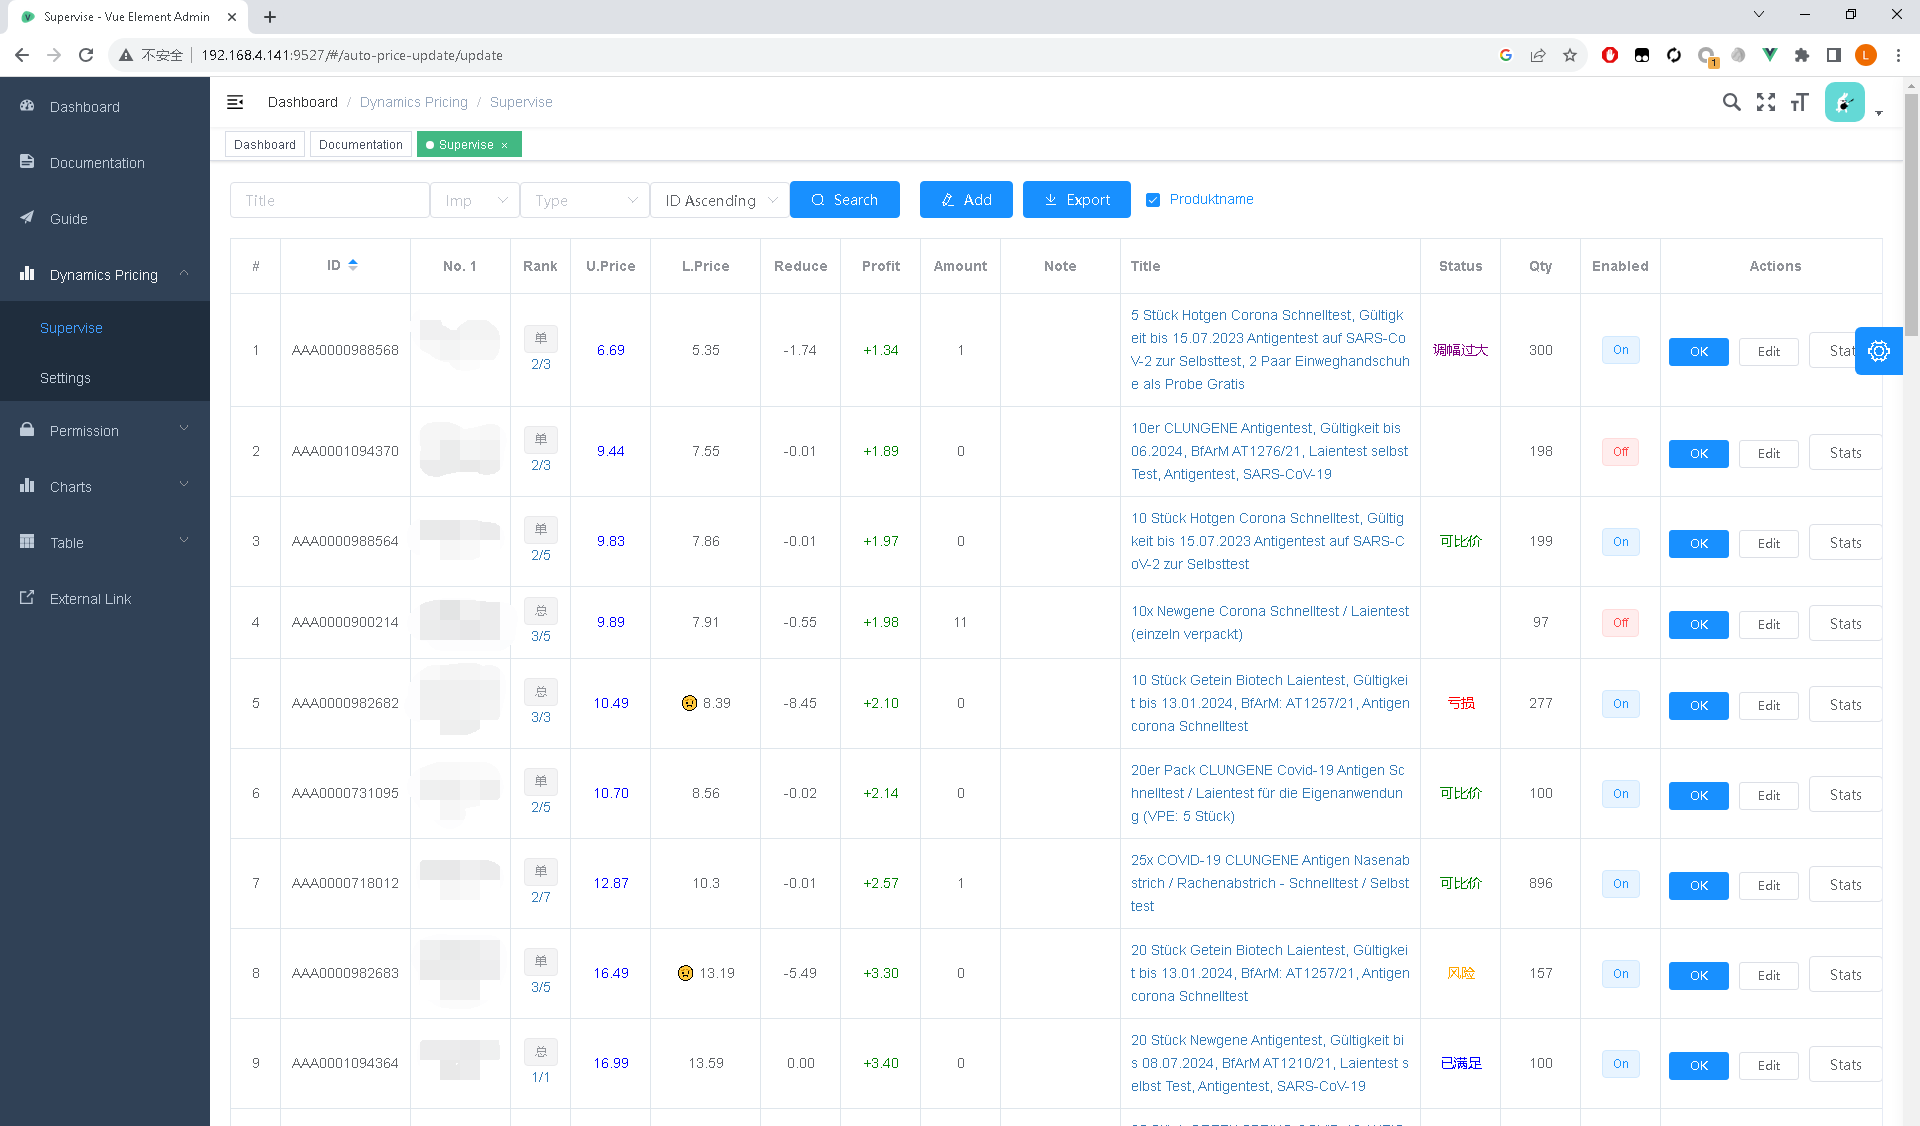 Supervise - Vue Element Admin
不安全 192.168.4.141:9527/#/auto-price-update/update
1
L
Dashboard
Documentation
Guide
Dynamics Pricing
Supervise
Settings
Permission
Charts
Table
External Link
Dashboard / Dynamics Pricing / Supervise
Dashboard Documentation Supervise ×
Title Imp Type ID Ascending Search Add Export Produktname
# ID No. 1 Rank U.Price L.Price Reduce Profit Amount Note Title Status Qty Enabled Actions
1 AAA0000988568 单 2/3 6.69 5.35 -1.74 +1.34 1
5 Stück Hotgen Corona Schnelltest, Gültigk
eit bis 15.07.2023 Antigentest auf SARS-Co
V-2 zur Selbsttest, 2 Paar Einweghandschuh
e als Probe Gratis
调幅过大 300 On OK Edit Stat
2 AAA0001094370 单 2/3 9.44 7.55 -0.01 +1.89 0
10er CLUNGENE Antigentest, Gültigkeit bis
06.2024, BfArM AT1276/21, Laientest selbst
Test, Antigentest, SARS-CoV-19
198 Off OK Edit Stats
3 AAA0000988564 单 2/5 9.83 7.86 -0.01 +1.97 0
10 Stück Hotgen Corona Schnelltest, Gültig
keit bis 15.07.2023 Antigentest auf SARS-C
oV-2 zur Selbsttest
可比价 199 On OK Edit Stats
4 AAA0000900214 总 3/5 9.89 7.91 -0.55 +1.98 11
10x Newgene Corona Schnelltest / Laientest
(einzeln verpackt)
97 Off OK Edit Stats
5 AAA0000982682 总 3/3 10.49 8.39 -8.45 +2.10 0
10 Stück Getein Biotech Laientest, Gültigkei
t bis 13.01.2024, BfArM: AT1257/21, Antigen
corona Schnelltest
亏损 277 On OK Edit Stats
6 AAA0000731095 单 2/5 10.70 8.56 -0.02 +2.14 0
20er Pack CLUNGENE Covid-19 Antigen Sc
hnelltest / Laientest für die Eigenanwendun
g (VPE: 5 Stück)
可比价 100 On OK Edit Stats
7 AAA0000718012 单 2/7 12.87 10.3 -0.01 +2.57 1
25x COVID-19 CLUNGENE Antigen Nasenab
strich / Rachenabstrich - Schnelltest / Selbst
test
可比价 896 On OK Edit Stats
8 AAA0000982683 单 3/5 16.49 13.19 -5.49 +3.30 0
20 Stück Getein Biotech Laientest, Gültigkei
t bis 13.01.2024, BfArM: AT1257/21, Antigen
corona Schnelltest
风险 157 On OK Edit Stats
9 AAA0001094364 总 1/1 16.99 13.59 0.00 +3.40 0
20 Stück Newgene Antigentest, Gültigkeit bi
s 08.07.2024, BfArM AT1210/21, Laientest s
elbst Test, Antigentest, SARS-CoV-19
已满足 100 On OK Edit Stats